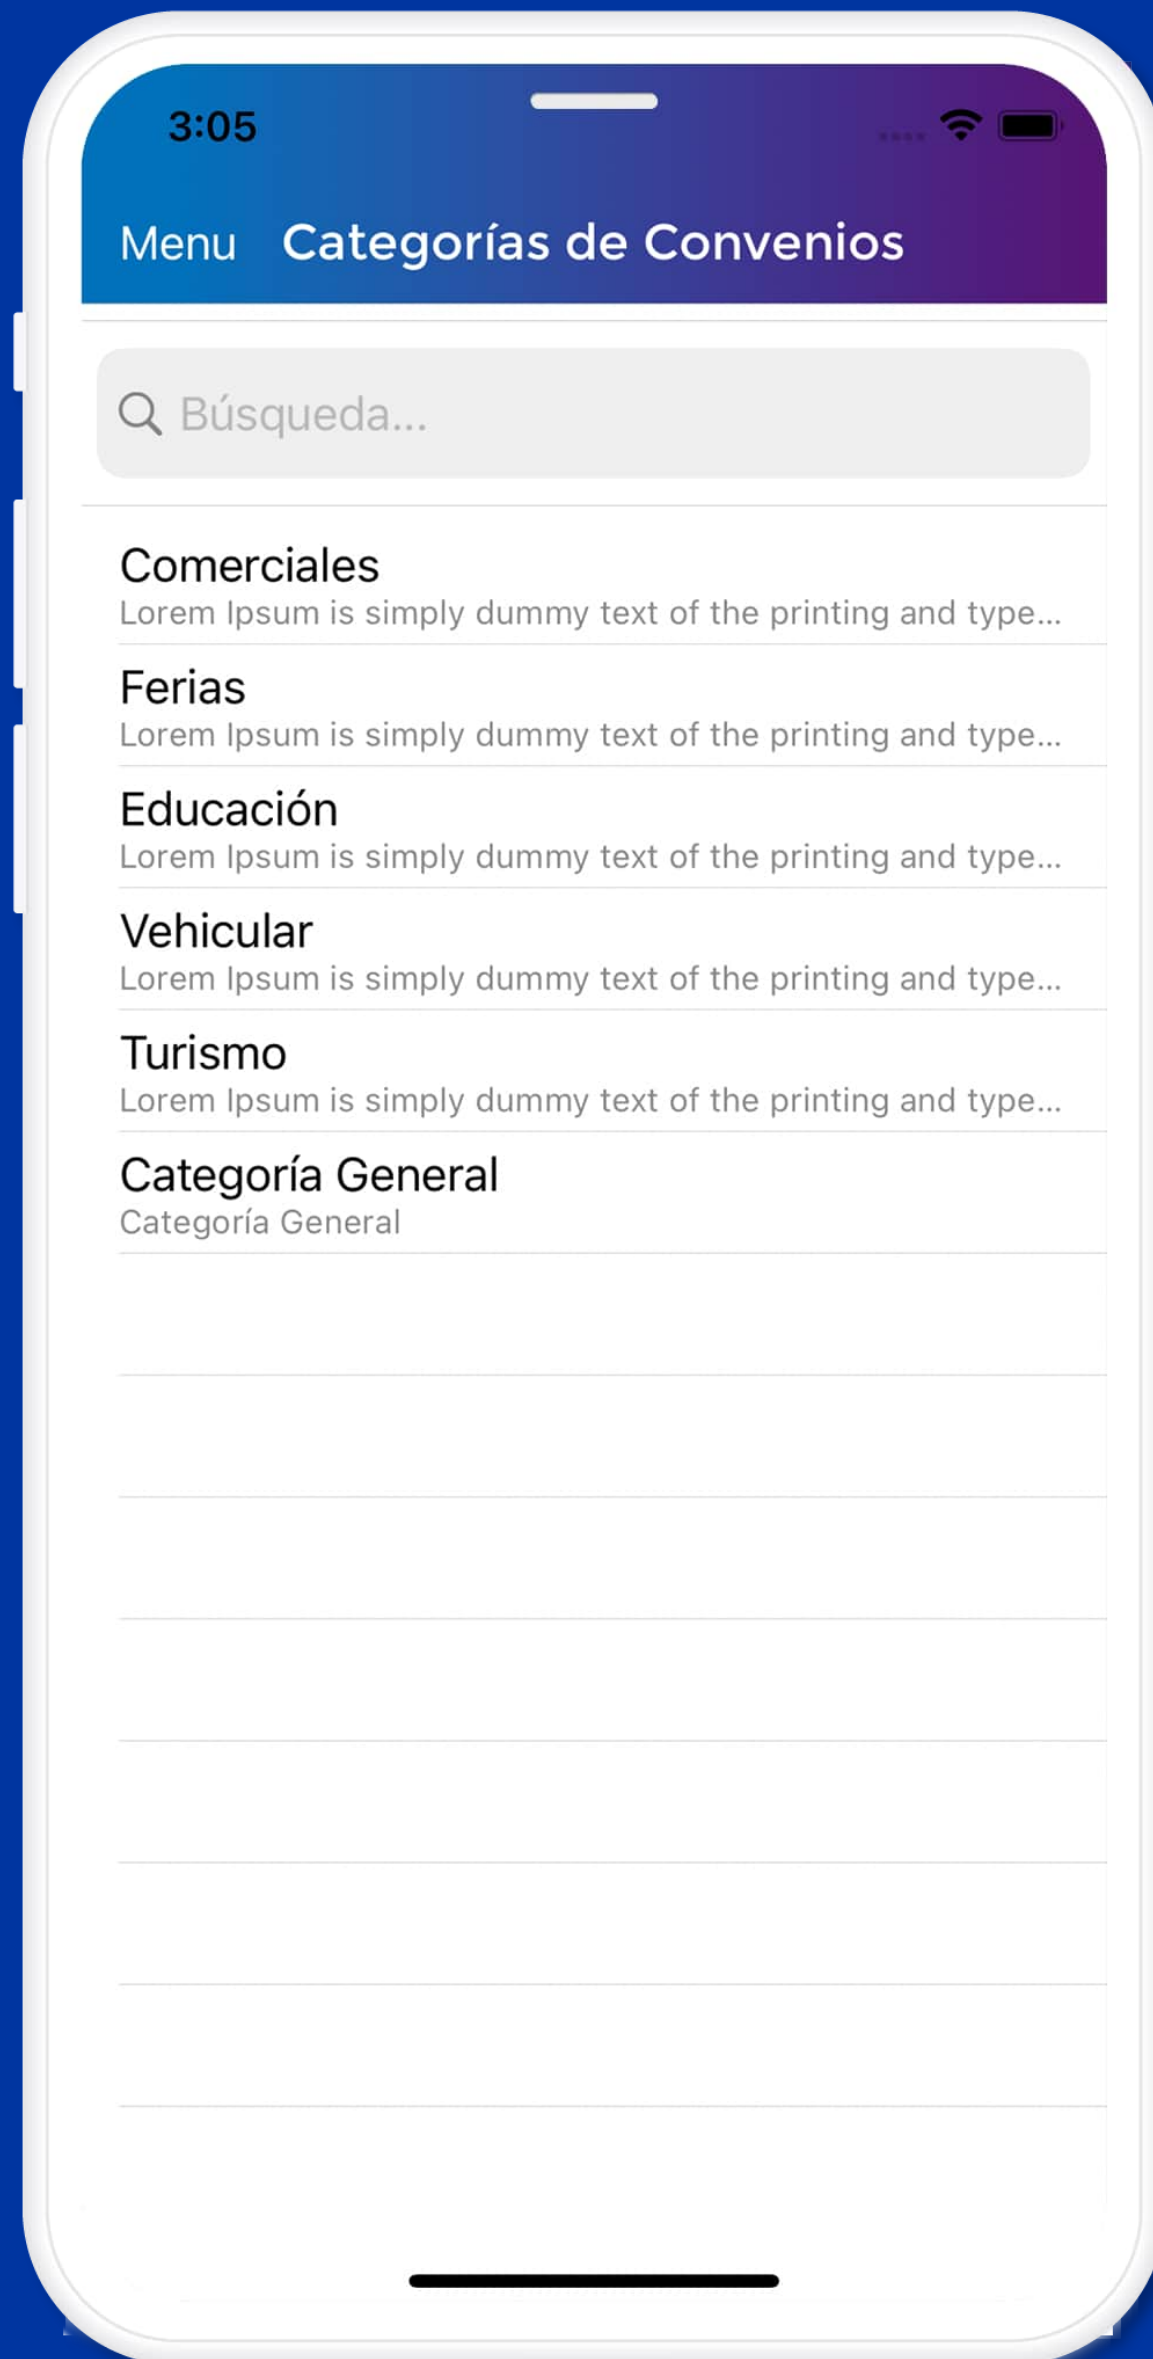 3:05
Menu Categorías de Convenios
Búsqueda...
Comerciales
Lorem Ipsum is simply dummy text of the printing and type...
Ferias
Lorem Ipsum is simply dummy text of the printing and type...
Educación
Lorem Ipsum is simply dummy text of the printing and type...
Vehicular
Lorem Ipsum is simply dummy text of the printing and type...
Turismo
Lorem Ipsum is simply dummy text of the printing and type...
Categoría General
Categoría General